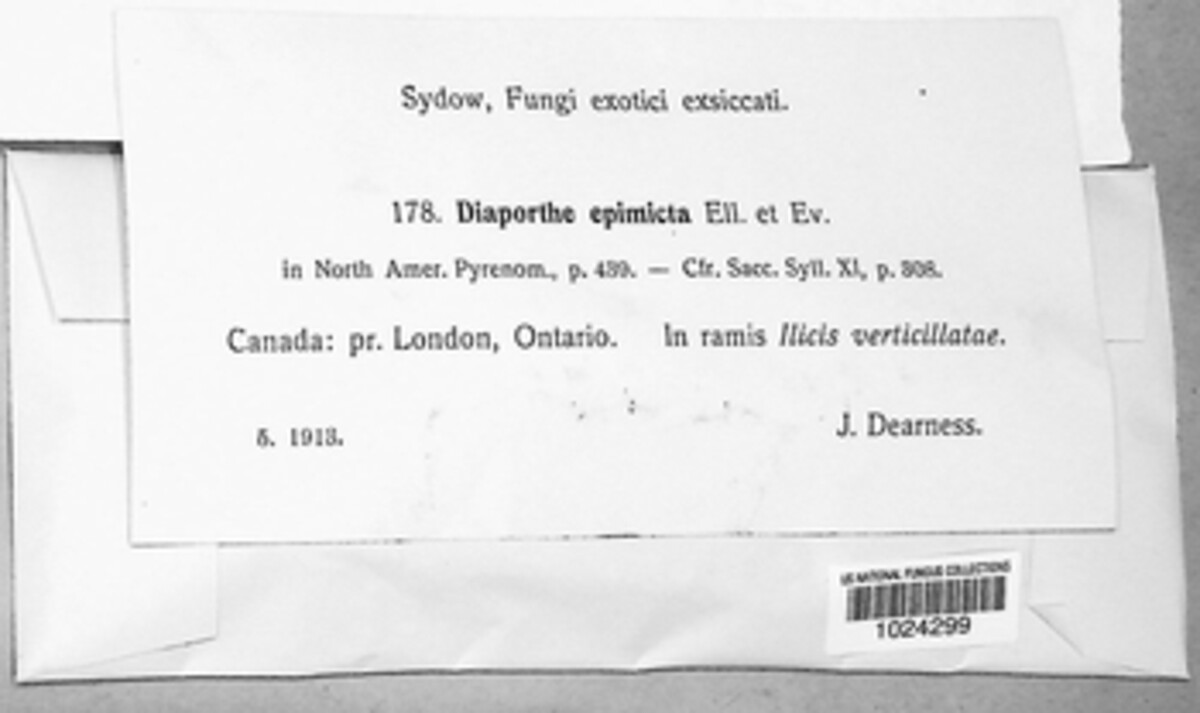 Sydow, Fungi exotici exsiccati.
178. Diaporthe epimicta Ell. et Ev.
in North Amer. Pyrenom., p. 439. — Cfr. Sacc. Syll. XI, p. 308.
Canada: pr. London, Ontario. In ramis Ilicis verticillatae.
5. 1913.
J. Dearness.
US NATIONAL FUNGUS COLLECTIONS
1024299